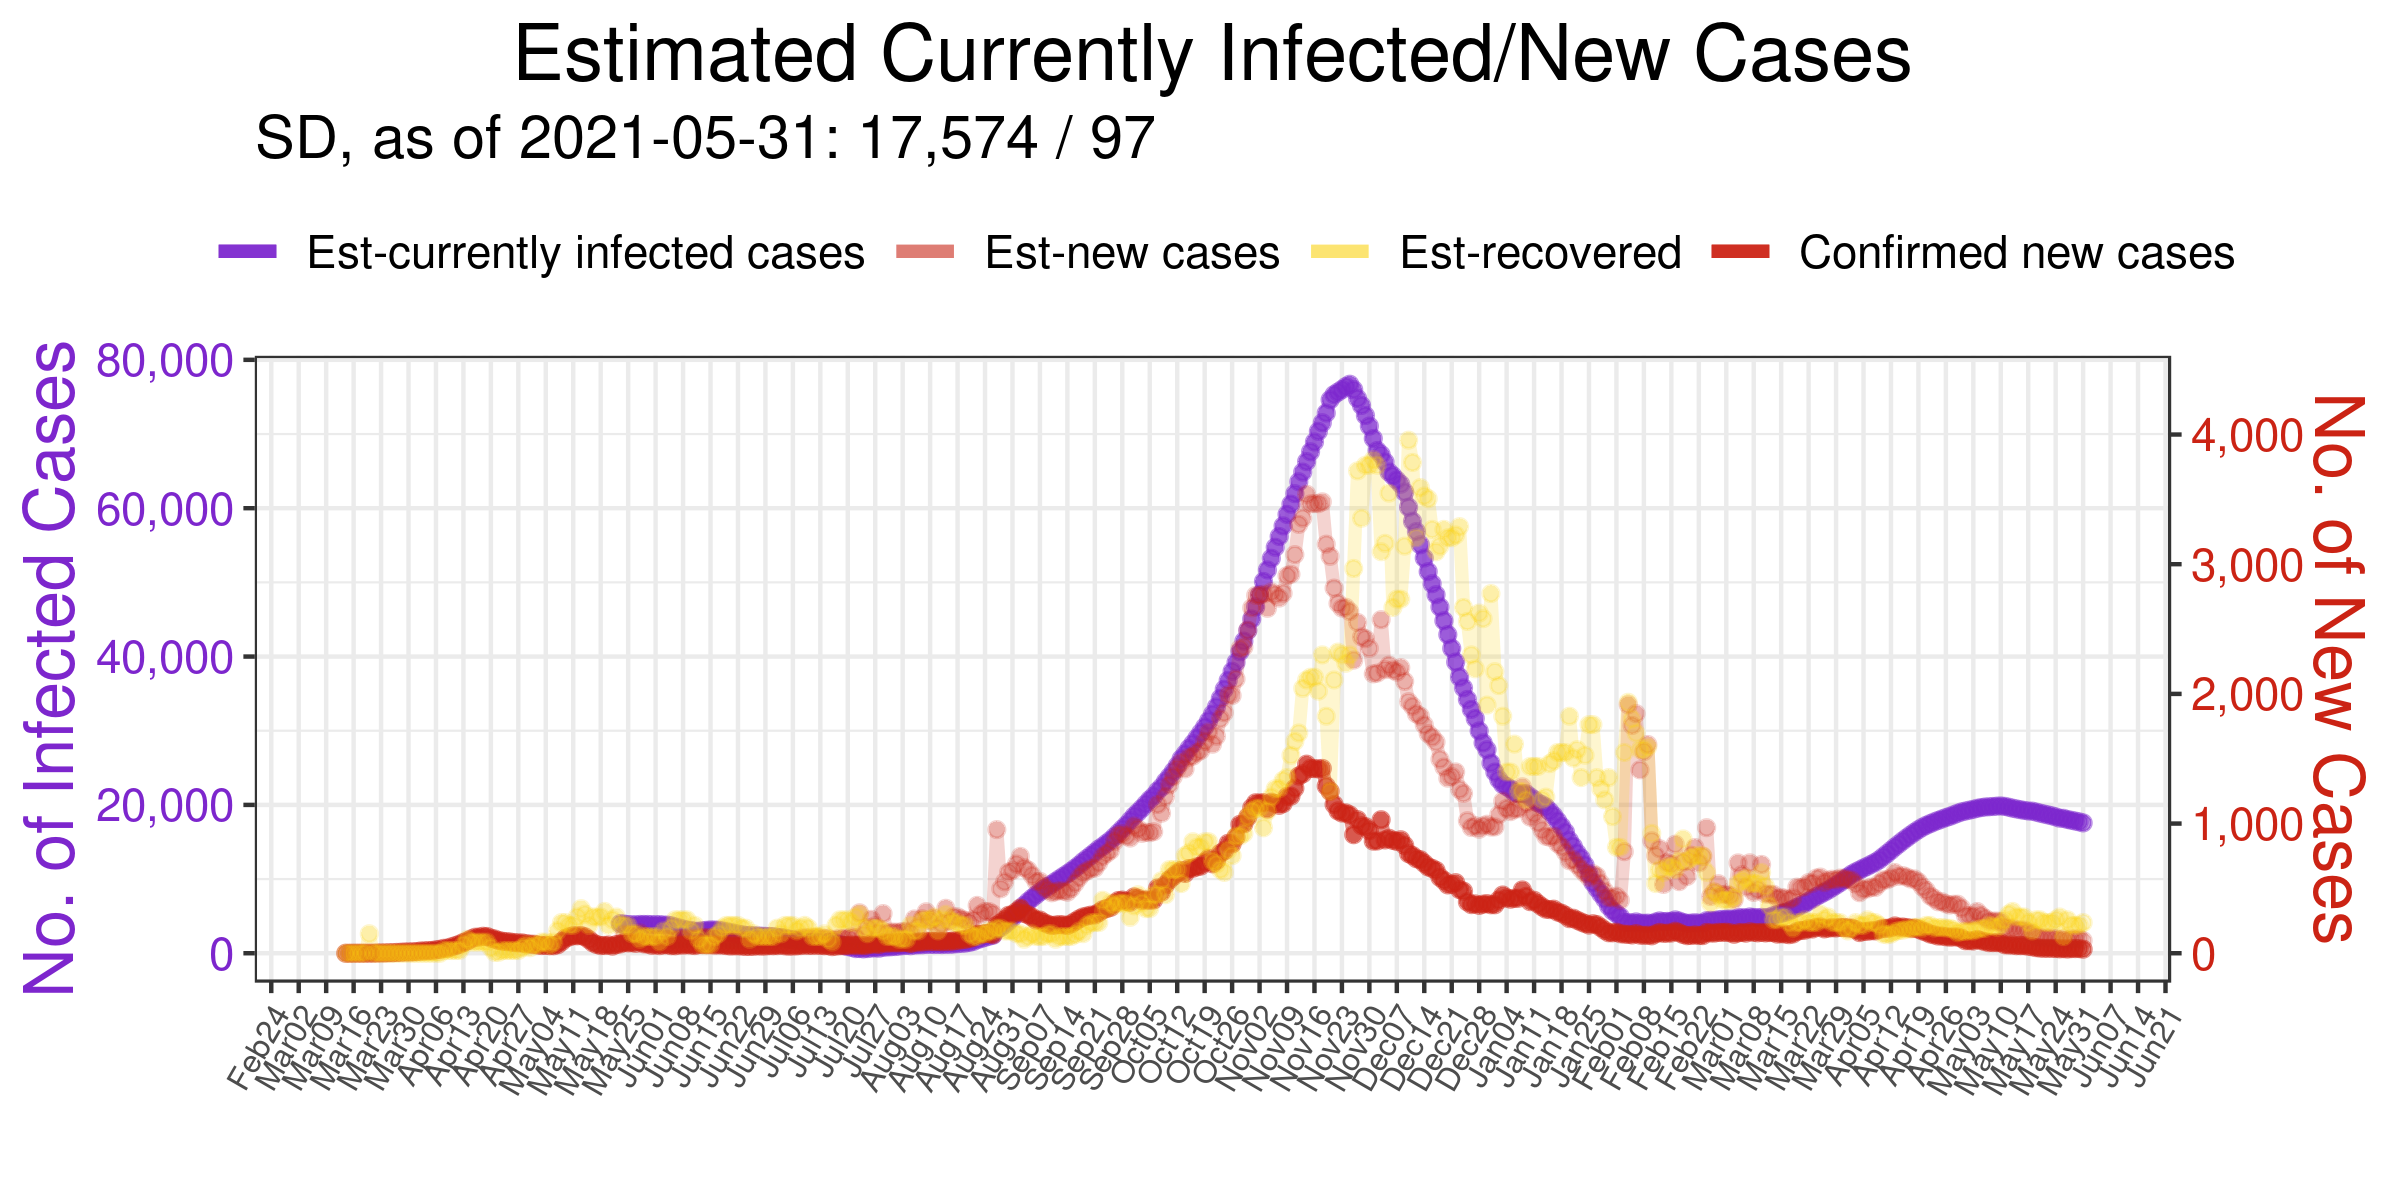 Estimated Currently Infected/New Cases
SD, as of 2021-05-31: 17,574 / 97
Est-currently infected cases Est-new cases Est-recovered Confirmed new cases
No. of Infected Cases
80,000
60,000
40,000
20,000
0
4,000
3,000
2,000
1,000
0
No. of New Cases
Feb24 Mar02 Mar09 Mar16 Mar23 Mar30 Apr06 Apr13 Apr20 Apr27 May04 May11 May18 May25 Jun01 Jun08 Jun15 Jun22 Jun29 Jul06 Jul13 Jul20 Jul27 Aug03 Aug10 Aug17 Aug24 Aug31 Sep07 Sep14 Sep21 Sep28 Oct05 Oct12 Oct19 Oct26 Nov02 Nov09 Nov16 Nov23 Nov30 Dec07 Dec14 Dec21 Dec28 Jan04 Jan11 Jan18 Jan25 Feb01 Feb08 Feb15 Feb22 Mar01 Mar08 Mar15 Mar22 Mar29 Apr05 Apr12 Apr19 Apr26 May03 May10 May17 May24 May31 Jun07 Jun14 Jun21